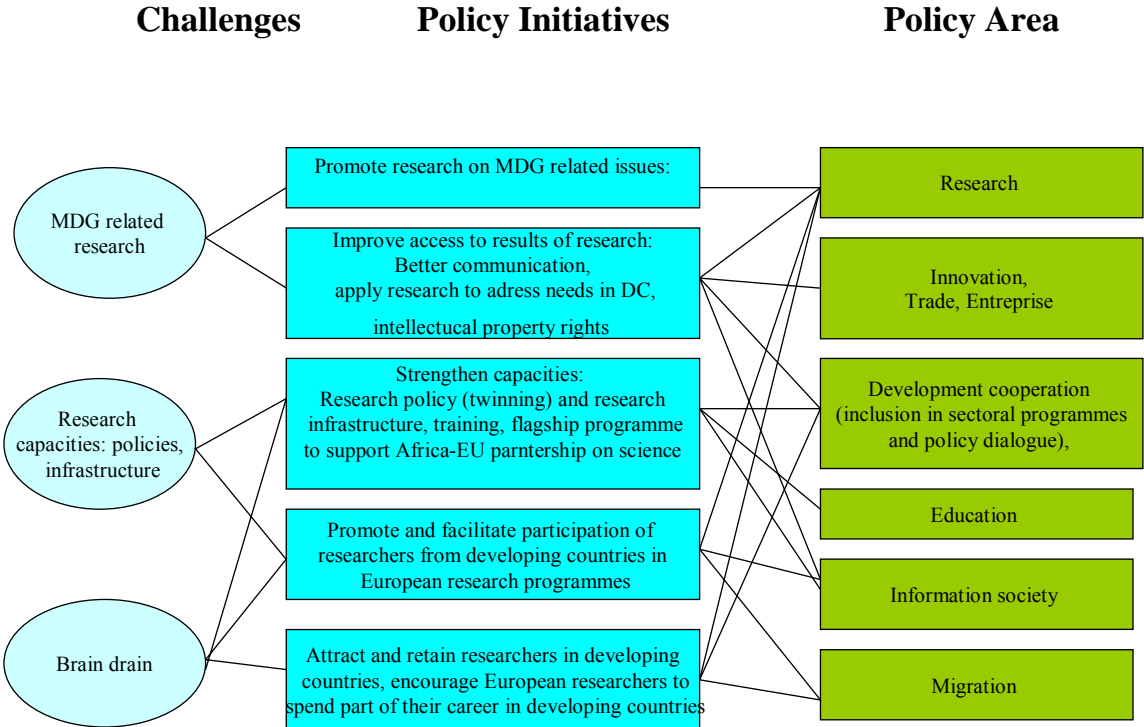 Challenges
Policy Initiatives
Policy Area
MDG related
research
Research
capacities: policies,
infrastructure
Brain drain
Promote research on MDG related issues:
Improve access to results of research:
Better communication,
apply research to adress needs in DC,
intellectucal property rights
Strengthen capacities:
Research policy (twinning) and research
infrastructure, training, flagship programme
to support Africa-EU parntership on science
Promote and facilitate participation of
researchers from developing countries in
European research programmes
Attract and retain researchers in developing
countries, encourage European researchers to
spend part of their career in developing countries
Research
Innovation,
Trade, Entreprise
Development cooperation
(inclusion in sectoral programmes
and policy dialogue),
Education
Information society
Migration